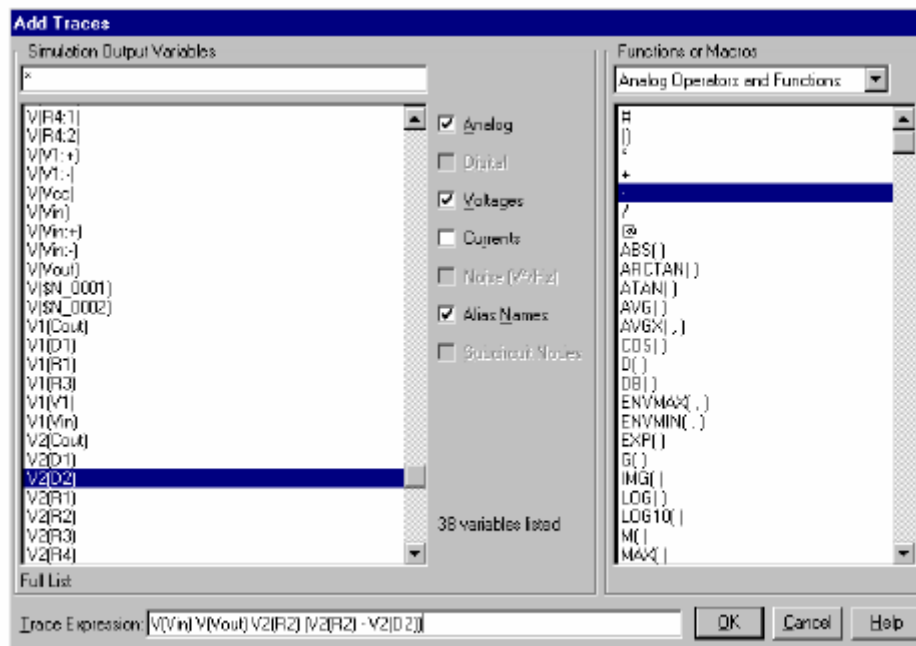 Add Traces
Simulation Output Variables
*
V(R4:1)
V(R4:2)
V(V1:+)
V(V1:-)
V(Vcc)
V(Vin)
V(Vin:+)
V(Vin:-)
V(Vout)
V($N_0001)
V($N_0002)
V1(Cout)
V1(D1)
V1(R1)
V1(R3)
V1(V1)
V1(Vin)
V2(Cout)
V2(D1)
V2(D2)
V2(R1)
V2(R2)
V2(R3)
V2(R4)
Full List
Analog
Digital
Voltages
Currents
Noise (V²/Hz)
Alias Names
Subcircuit Nodes
38 variables listed
Functions or Macros
Analog Operators and Functions
#
()
*
+
-
/
@
ABS( )
ARCTAN( )
ATAN( )
AVG( )
AVGX( , )
COS( )
D( )
DB( )
ENVMAX( , )
ENVMIN( , )
EXP( )
G( )
IMG( )
LOG( )
LOG10( )
M( )
MAX( )
Trace Expression: V(Vin) V(Vout) V2(R2) (V2(R2) - V2(D2))
OK
Cancel
Help